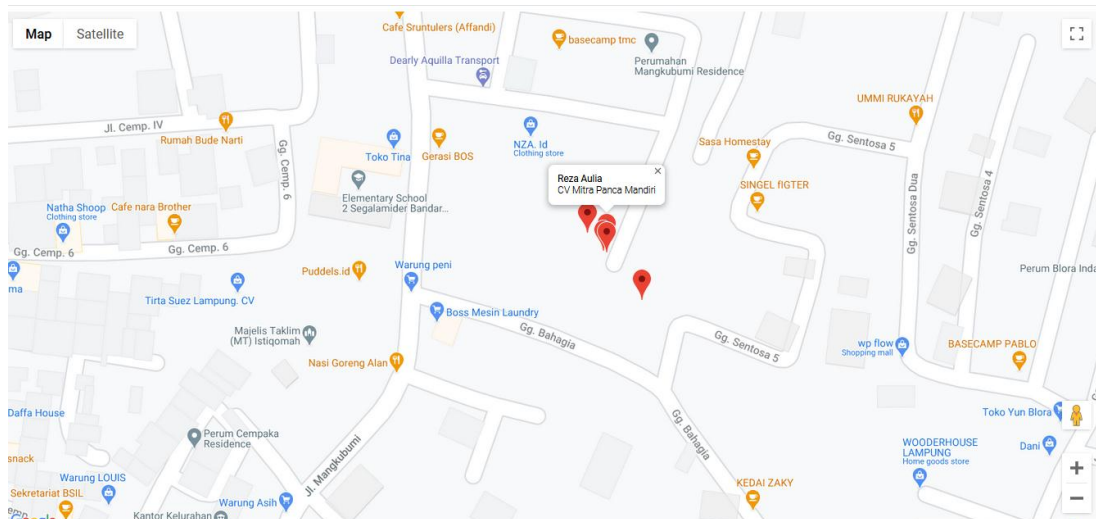 Map
Satellite
Cafe Sruntulers (Affandi)
basecamp tmc
Perumahan
Mangkubumi Residence
Dearly Aquilla Transport
UMMI RUKAYAH
Jl. Cemp. IV
Rumah Bude Narti
Gg. Cemp. 6
Toko Tina
Gerasi BOS
NZA. Id
Clothing store
Sasa Homestay
Gg. Sentosa 5
Elementary School
2 Segalamider Bandar...
Reza Aulia
CV Mitra Panca Mandiri
SINGEL fIGTER
Gg. Sentosa Dua
Gg. Sentosa 4
Natha Shoop
Clothing store
Cafe nara Brother
Gg. Cemp. 6
Gg. Cemp. 6
Puddels.id
Warung peni
Perum Blora Inda
ma
Tirta Suez Lampung. CV
Boss Mesin Laundry
Majelis Taklim
(MT) Istiqomah
Gg. Bahagia
Gg. Sentosa 5
wp flow
Shopping mall
BASECAMP PABLO
Nasi Goreng Alan
Daffa House
Toko Yun Blora
Gg. Bahagia
Perum Cempaka
Residence
Jl. Mangkubumi
WOODERHOUSE
LAMPUNG
Home goods store
Dani
snack
Warung LOUIS
Sekretariat BSIL
Warung Asih
KEDAI ZAKY
Kantor Kelurahan
Google